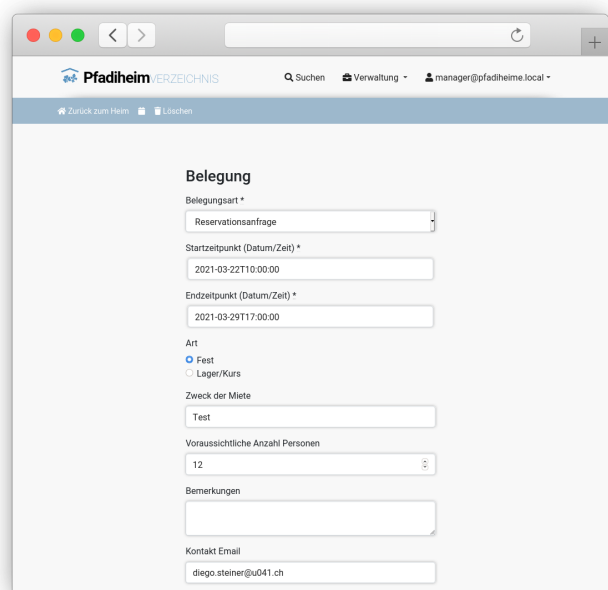 PfadiheimVERZEICHNIS Suchen Verwaltung manager@pfadiheime.local
Zurück zum Heim Löschen
Belegung
Belegungsart *
Reservationsanfrage
Startzeitpunkt (Datum/Zeit) *
2021-03-22T10:00:00
Endzeitpunkt (Datum/Zeit) *
2021-03-29T17:00:00
Art
Fest
Lager/Kurs
Zweck der Miete
Test
Voraussichtliche Anzahl Personen
12
Bemerkungen
Kontakt Email
diego.steiner@u041.ch